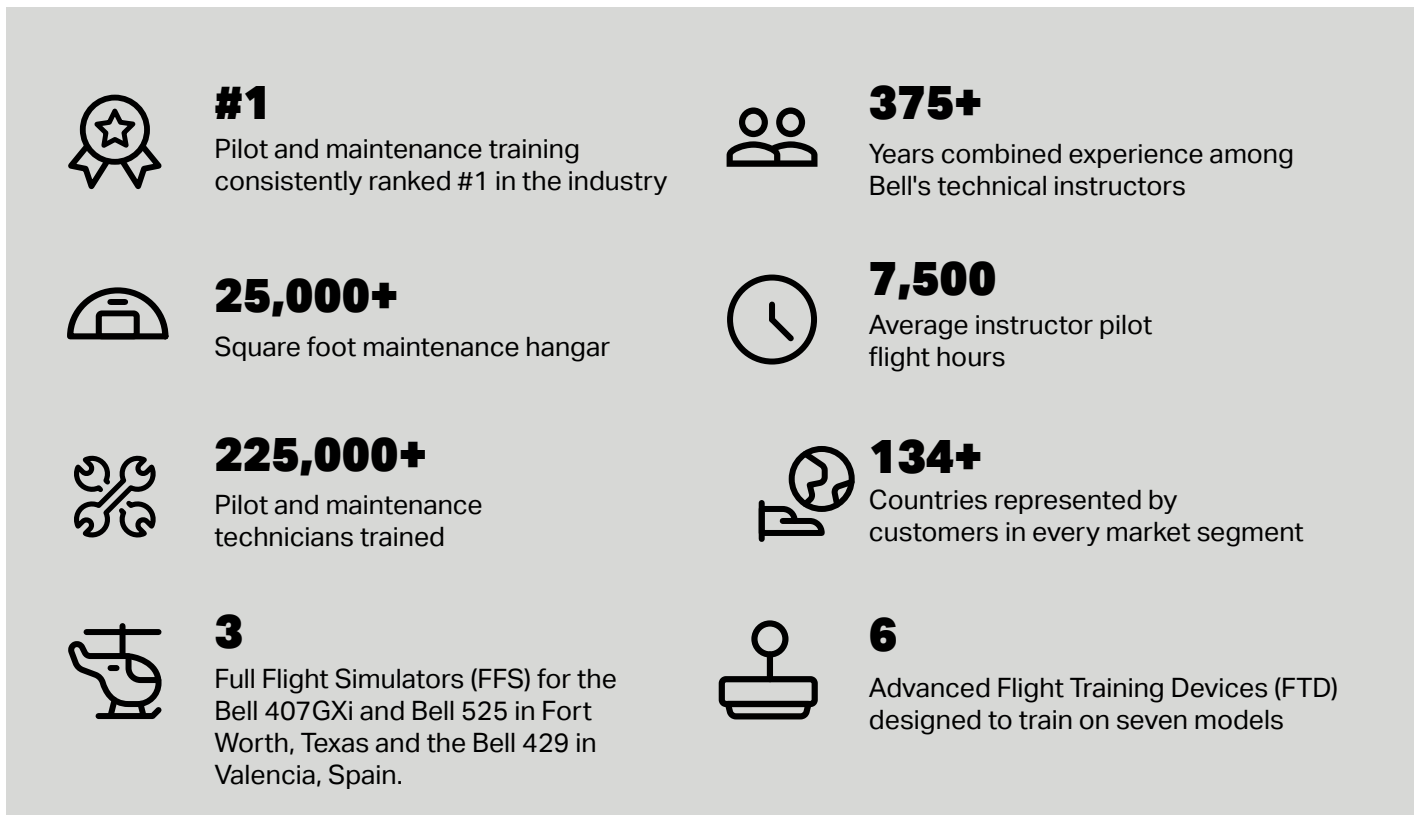 #1
Pilot and maintenance training
consistently ranked #1 in the industry
375+
Years combined experience among
Bell's technical instructors
25,000+
Square foot maintenance hangar
7,500
Average instructor pilot
flight hours
225,000+
Pilot and maintenance
technicians trained
134+
Countries represented by
customers in every market segment
3
Full Flight Simulators (FFS) for the
Bell 407GXi and Bell 525 in Fort
Worth, Texas and the Bell 429 in
Valencia, Spain.
6
Advanced Flight Training Devices (FTD)
designed to train on seven models